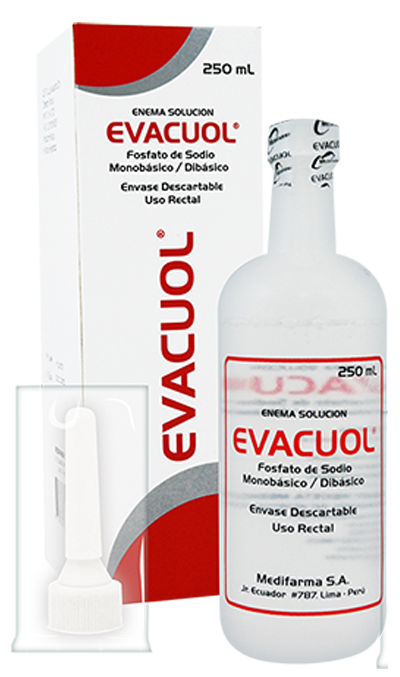 250 mL
ENEMA SOLUCION
EVACUOL®
Fosfato de Sodio
Monobásico / Dibásico
Envase Descartable
Uso Rectal
EVACUOL®
EVACUOL
250 mL
ENEMA SOLUCION
EVACUOL®
Fosfato de Sodio
Monobásico / Dibásico
Envase Descartable
Uso Rectal
Medifarma S.A.
Jr. Ecuador #787. Lima - Perú